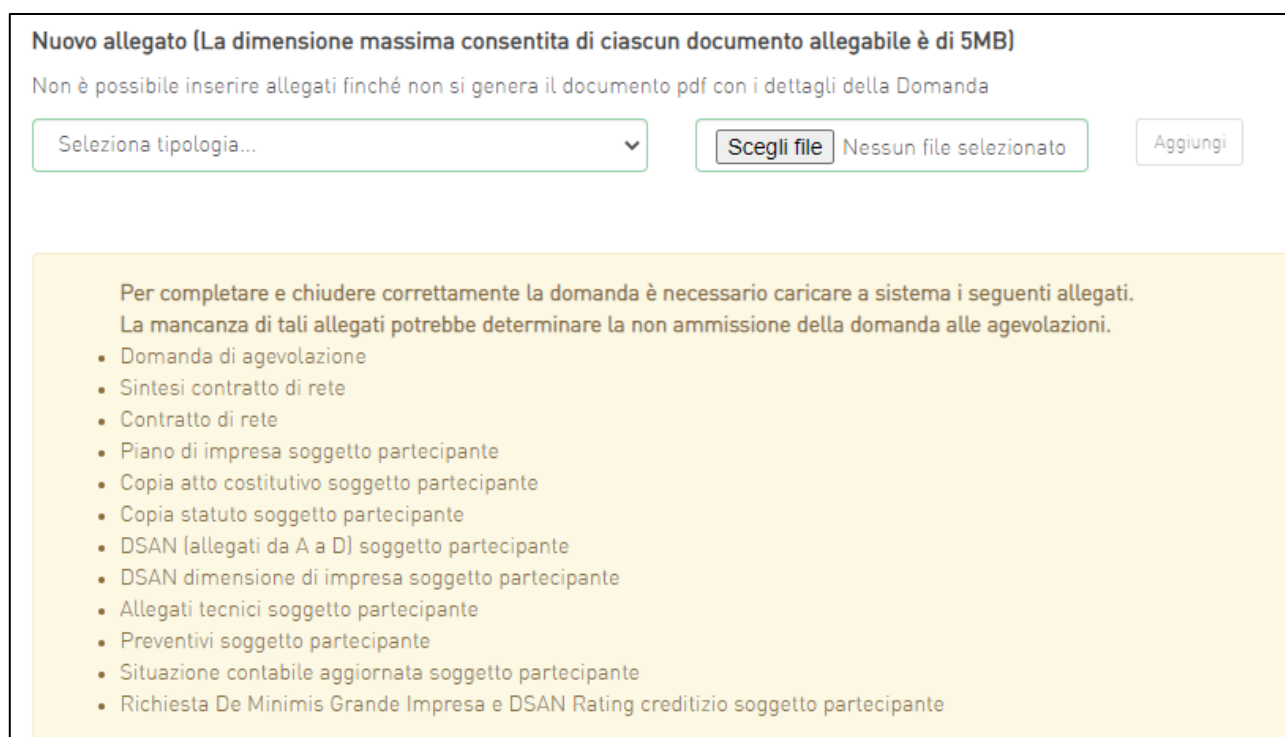 Nuovo allegato (La dimensione massima consentita di ciascun documento allegabile è di 5MB)
Non è possibile inserire allegati finché non si genera il documento pdf con i dettagli della Domanda
Seleziona tipologia...
Scegli file Nessun file selezionato
Aggiungi
Per completare e chiudere correttamente la domanda è necessario caricare a sistema i seguenti allegati.
La mancanza di tali allegati potrebbe determinare la non ammissione della domanda alle agevolazioni.
• Domanda di agevolazione
• Sintesi contratto di rete
• Contratto di rete
• Piano di impresa soggetto partecipante
• Copia atto costitutivo soggetto partecipante
• Copia statuto soggetto partecipante
• DSAN (allegati da A a D) soggetto partecipante
• DSAN dimensione di impresa soggetto partecipante
• Allegati tecnici soggetto partecipante
• Preventivi soggetto partecipante
• Situazione contabile aggiornata soggetto partecipante
• Richiesta De Minimis Grande Impresa e DSAN Rating creditizio soggetto partecipante